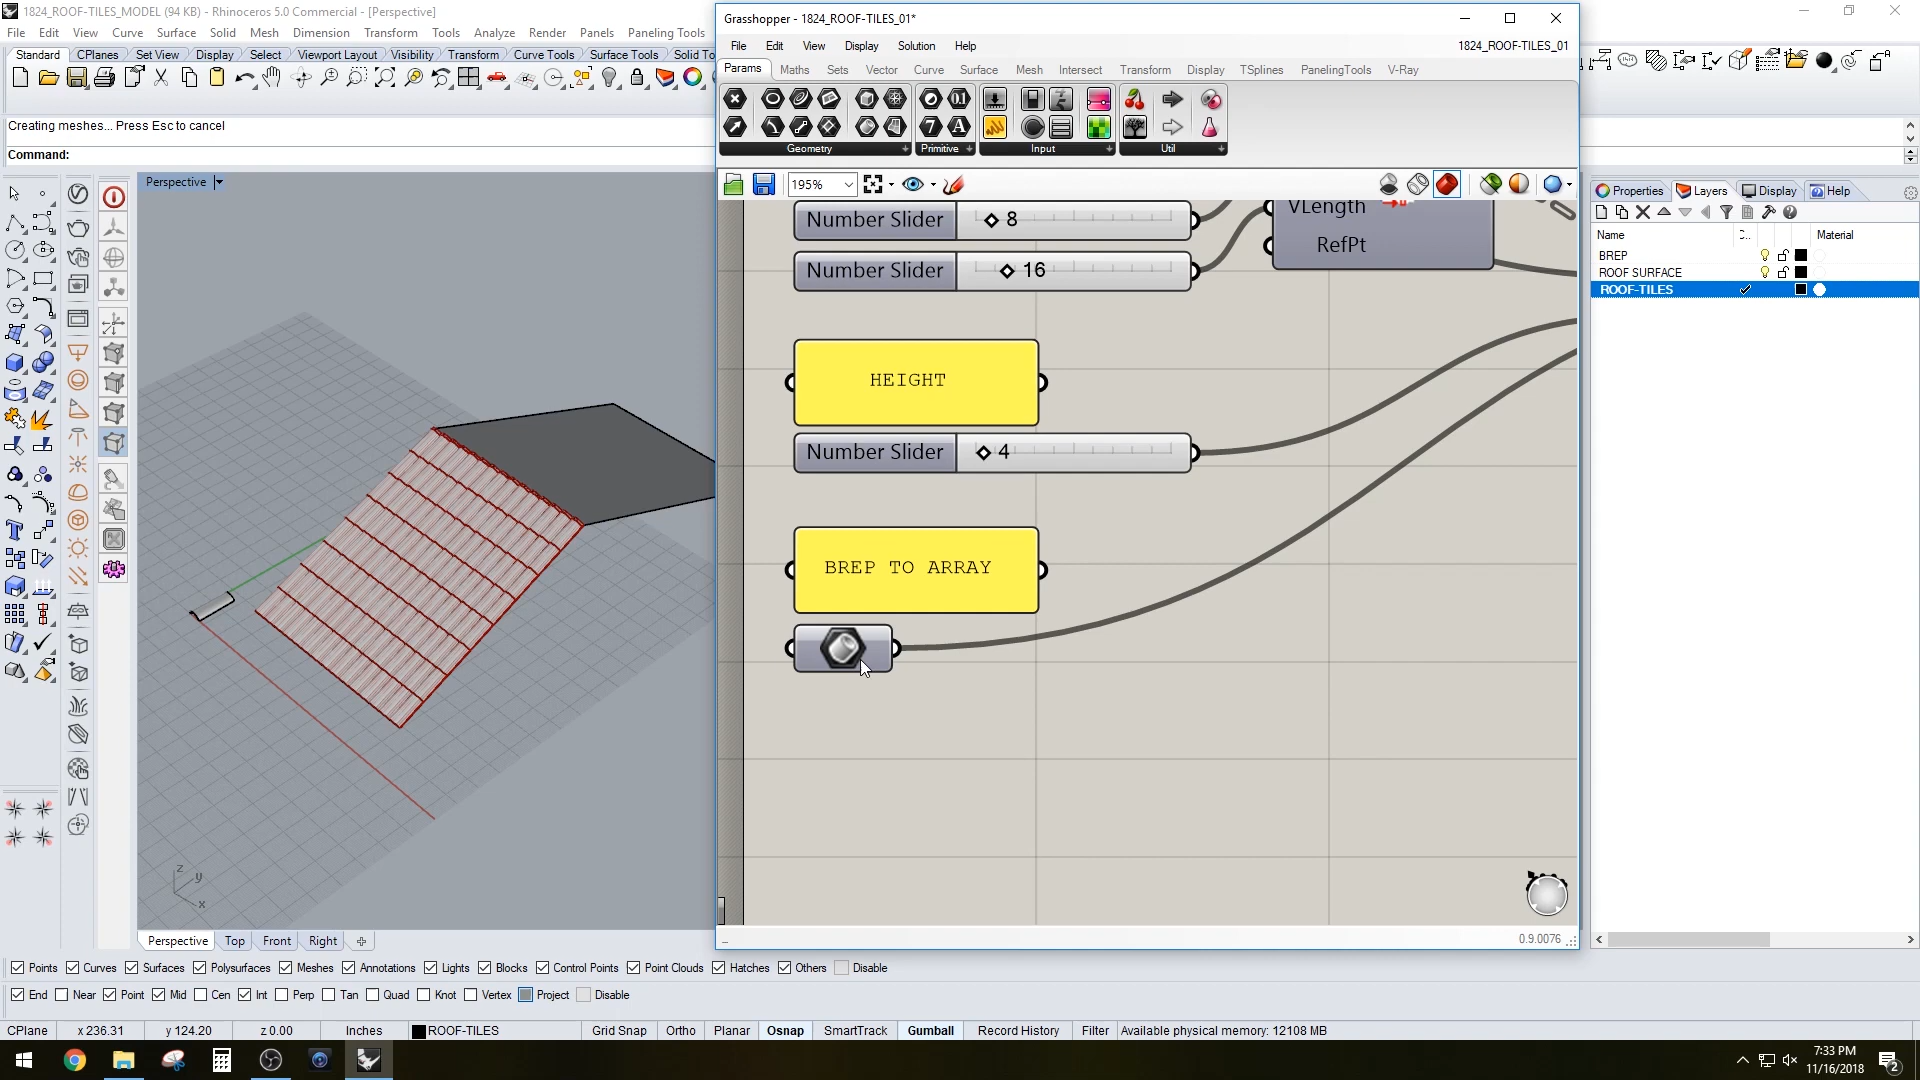 1824_ROOF-TILES_MODEL (94 KB) - Rhinoceros 5.0 Commercial - [Perspective]
File Edit View Curve Surface Solid Mesh Dimension Transform Tools Analyze Render Panels Paneling Tools
Standard CPlanes Set View Display Select Viewport Layout Visibility Transform Curve Tools Surface Tools Solid To
Creating meshes... Press Esc to cancel
Command:
Perspective
Grasshopper - 1824_ROOF-TILES_01*
File Edit View Display Solution Help
1824_ROOF-TILES_01
Params Maths Sets Vector Curve Surface Mesh Intersect Transform Display TSplines PanelingTools V-Ray
Geometry Primitive Input Util
195%
Number Slider 8
VLength
RefPt
Number Slider 16
HEIGHT
Number Slider 4
BREP TO ARRAY
0.9.0076
Properties Layers Display Help
Name Material
BREP
ROOF SURFACE
ROOF-TILES
z y x
Perspective Top Front Right
Points Curves Surfaces Polysurfaces Meshes Annotations Lights Blocks Control Points Point Clouds Hatches Others Disable
End Near Point Mid Cen Int Perp Tan Quad Knot Vertex Project Disable
CPlane x 236.31 y 124.20 z 0.00 Inches ROOF-TILES Grid Snap Ortho Planar Osnap SmartTrack Gumball Record History Filter Available physical memory: 12108 MB
7:33 PM
11/16/2018
2